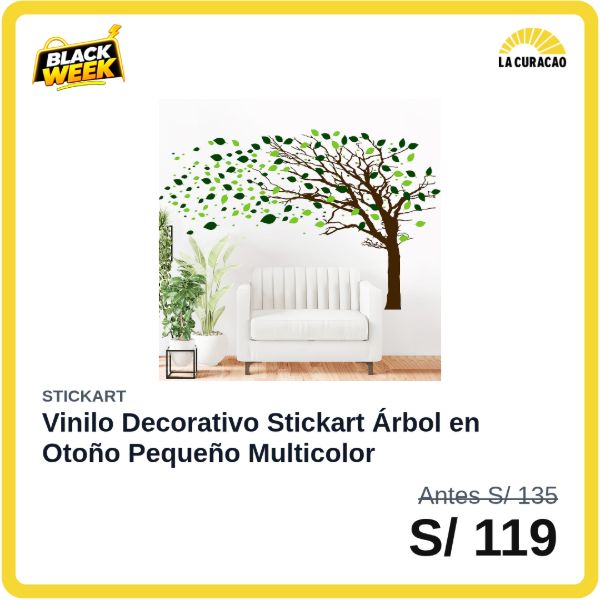 BLACK
WEEK
LA CURACAO
STICKART
Vinilo Decorativo Stickart Árbol en
Otoño Pequeño Multicolor
Antes S/ 135
S/ 119